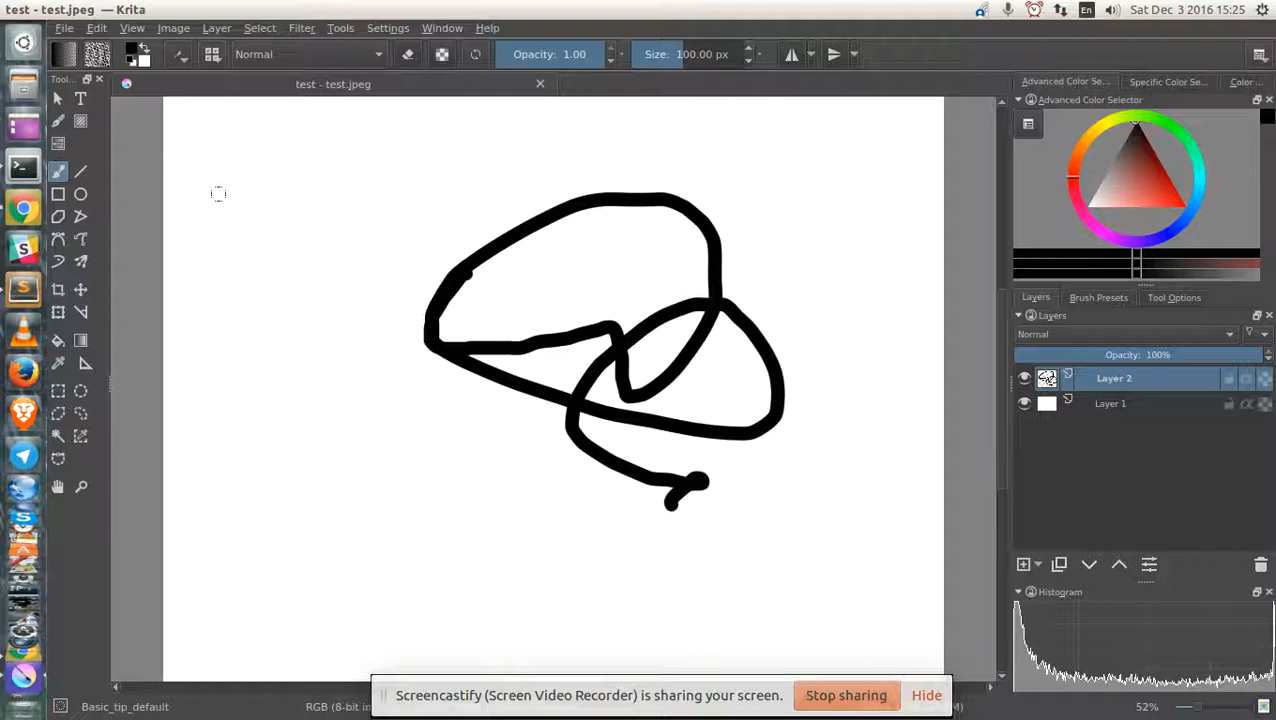 test - test.jpeg — Krita
En
Sat Dec 3 2016 15:25
File Edit View Image Layer Select Filter Tools Settings Window Help
Normal
Opacity: 1.00
Size: 100.00 px
Tool...
test - test.jpeg
Advanced Color Se... Specific Color Se... Color ...
Advanced Color Selector
Layers Brush Presets Tool Options
Layers
Normal
Opacity: 100%
Layer 2
Layer 1
Histogram
Screencastify (Screen Video Recorder) is sharing your screen. Stop sharing Hide
Basic_tip_default
RGB (8-bit in
M)
52%